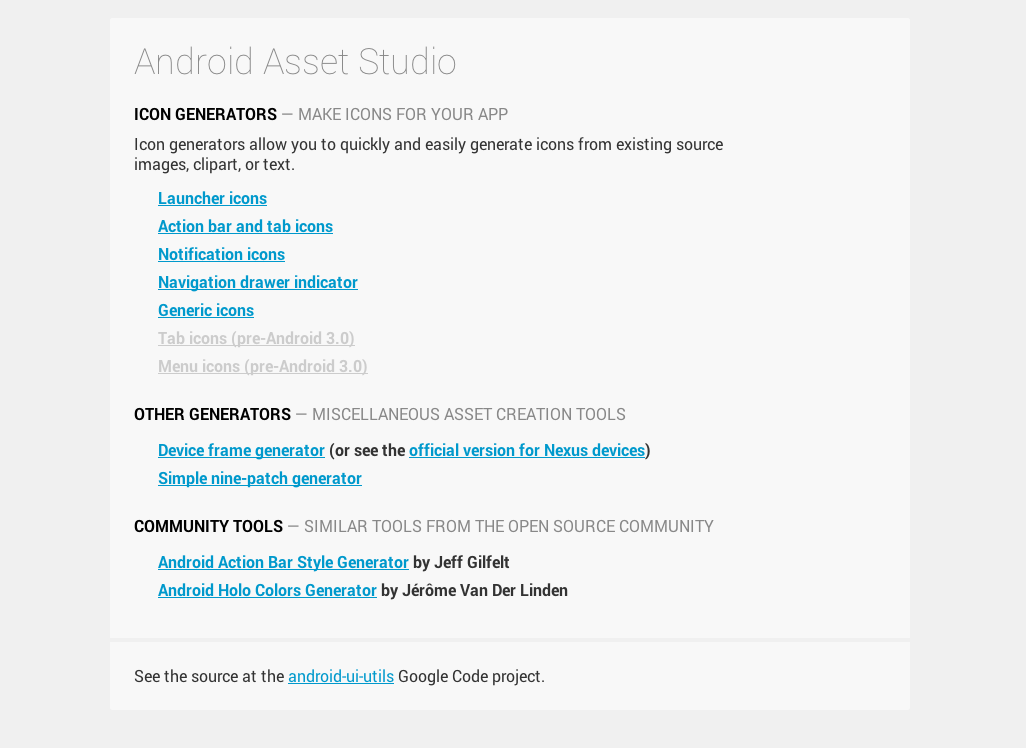 Android Asset Studio
ICON GENERATORS — MAKE ICONS FOR YOUR APP
Icon generators allow you to quickly and easily generate icons from existing source
images, clipart, or text.
Launcher icons
Action bar and tab icons
Notification icons
Navigation drawer indicator
Generic icons
Tab icons (pre-Android 3.0)
Menu icons (pre-Android 3.0)
OTHER GENERATORS — MISCELLANEOUS ASSET CREATION TOOLS
Device frame generator (or see the official version for Nexus devices)
Simple nine-patch generator
COMMUNITY TOOLS — SIMILAR TOOLS FROM THE OPEN SOURCE COMMUNITY
Android Action Bar Style Generator by Jeff Gilfelt
Android Holo Colors Generator by Jérôme Van Der Linden
See the source at the android-ui-utils Google Code project.